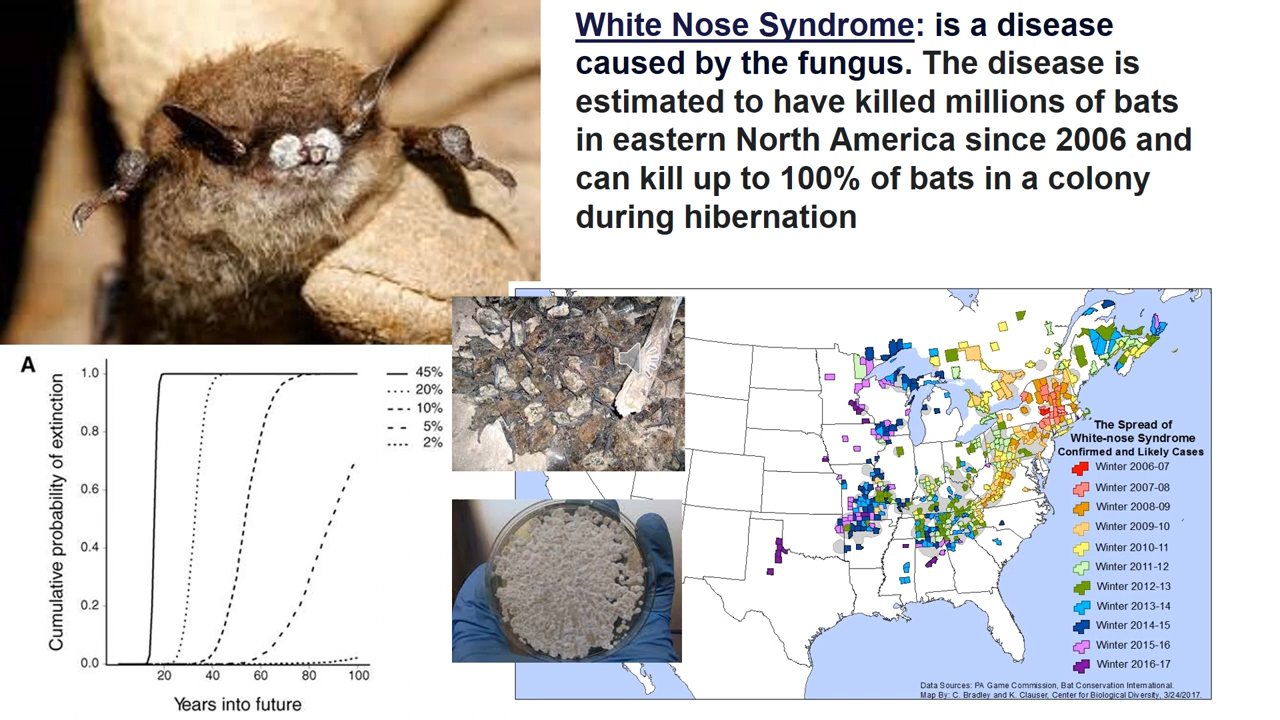 White Nose Syndrome: is a disease
caused by the fungus. The disease is
estimated to have killed millions of bats
in eastern North America since 2006 and
can kill up to 100% of bats in a colony
during hibernation
A
Cumulative probability of extinction
1.0
0.8
0.6
0.4
0.2
0.0
20
40
60
80
100
Years into future
45%
20%
10%
5%
2%
The Spread of
White-nose Syndrome
Confirmed and Likely Cases
Winter 2006-07
Winter 2007-08
Winter 2008-09
Winter 2009-10
Winter 2010-11
Winter 2011-12
Winter 2012-13
Winter 2013-14
Winter 2014-15
Winter 2015-16
Winter 2016-17
Data Sources: PA Game Commission, Bat Conservation International.
Map By: C. Bradley and K. Clauser, Center for Biological Diversity, 3/24/2017.